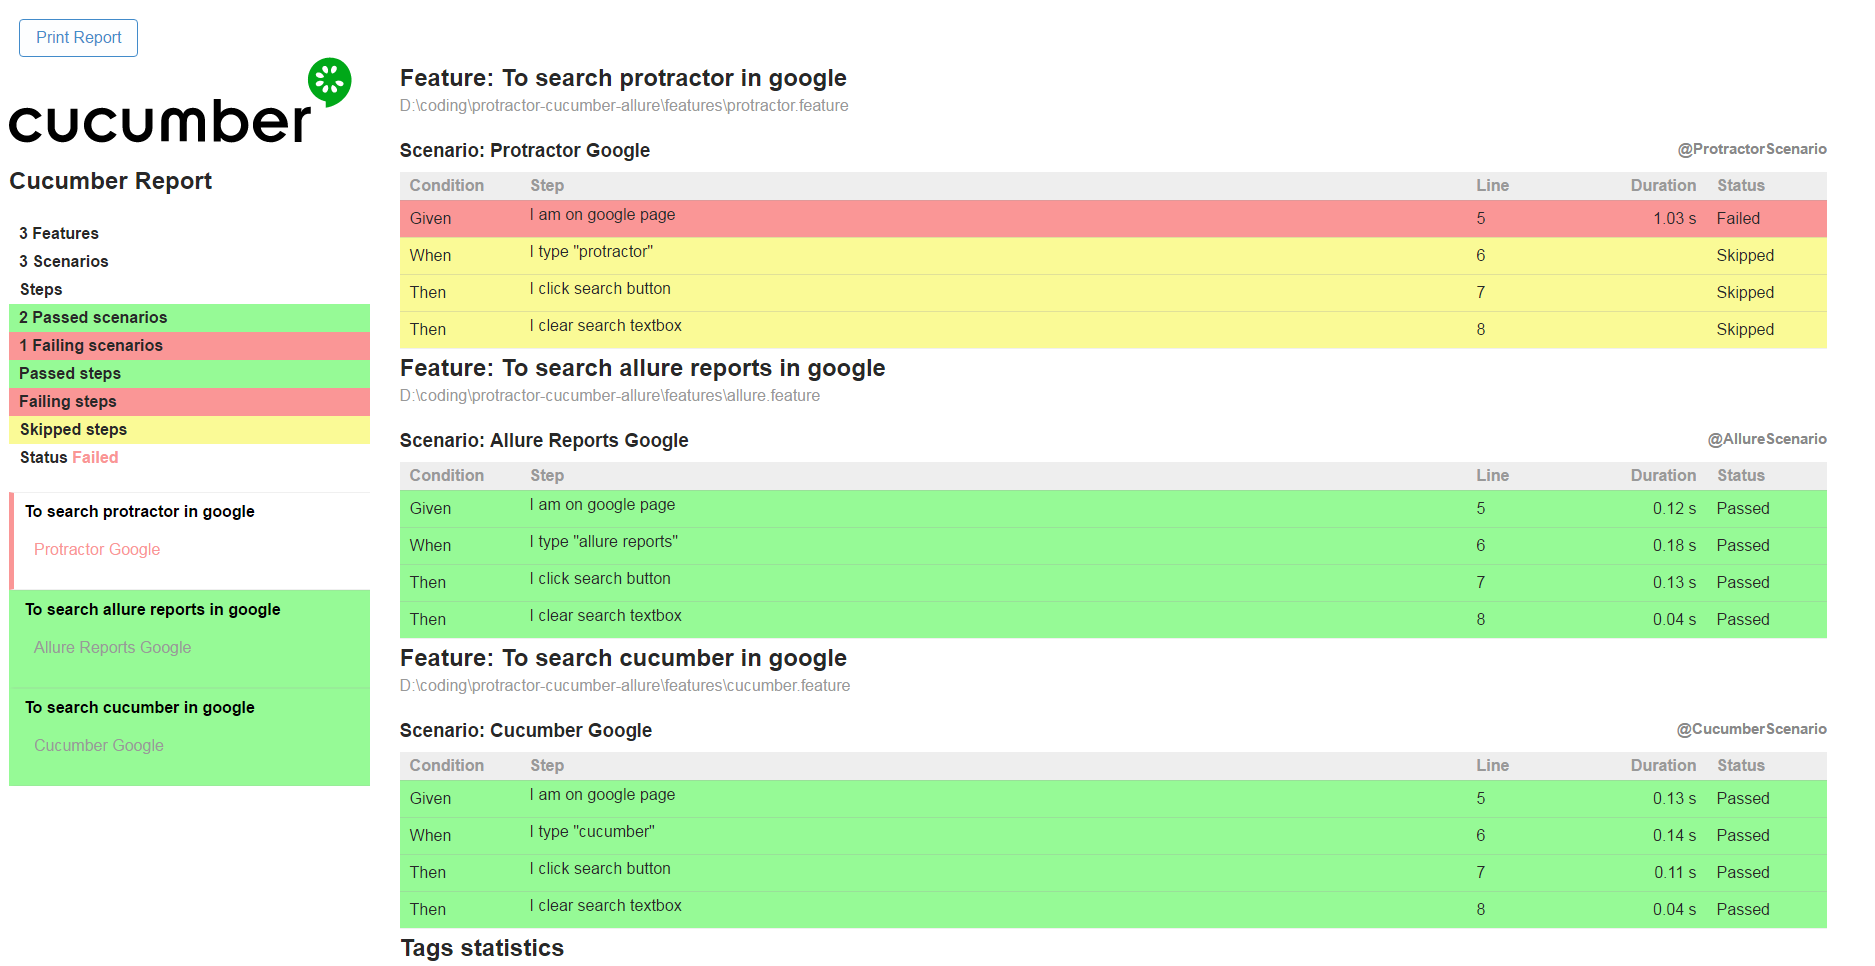 Print Report
cucumber
Cucumber Report
3 Features
3 Scenarios
Steps
2 Passed scenarios
1 Failing scenarios
Passed steps
Failing steps
Skipped steps
Status Failed
To search protractor in google
Protractor Google
To search allure reports in google
Allure Reports Google
To search cucumber in google
Cucumber Google
Feature: To search protractor in google
D:\coding\protractor-cucumber-allure\features\protractor.feature
Scenario: Protractor Google @ProtractorScenario
Condition Step Line Duration Status
Given I am on google page 5 1.03 s Failed
When I type "protractor" 6 Skipped
Then I click search button 7 Skipped
Then I clear search textbox 8 Skipped
Feature: To search allure reports in google
D:\coding\protractor-cucumber-allure\features\allure.feature
Scenario: Allure Reports Google @AllureScenario
Condition Step Line Duration Status
Given I am on google page 5 0.12 s Passed
When I type "allure reports" 6 0.18 s Passed
Then I click search button 7 0.13 s Passed
Then I clear search textbox 8 0.04 s Passed
Feature: To search cucumber in google
D:\coding\protractor-cucumber-allure\features\cucumber.feature
Scenario: Cucumber Google @CucumberScenario
Condition Step Line Duration Status
Given I am on google page 5 0.13 s Passed
When I type "cucumber" 6 0.14 s Passed
Then I click search button 7 0.11 s Passed
Then I clear search textbox 8 0.04 s Passed
Tags statistics